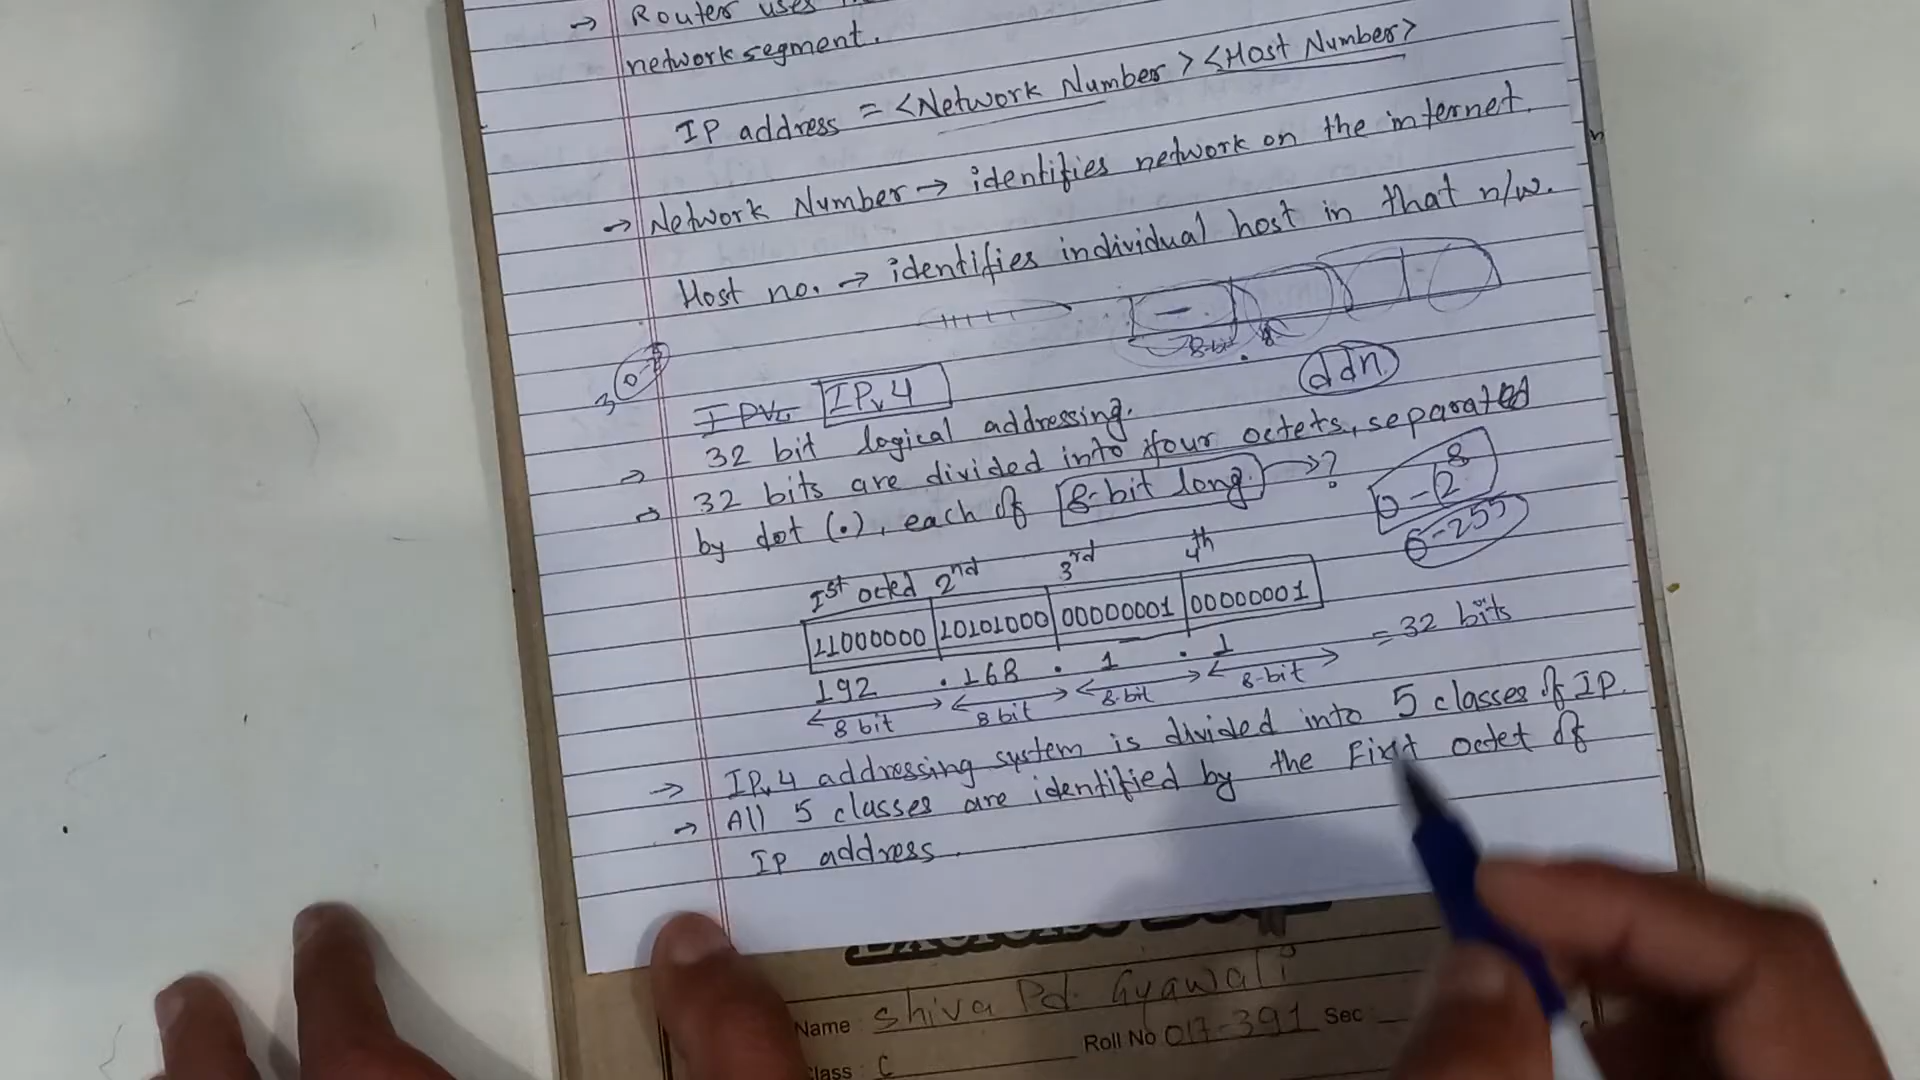 → Router uses
network segment.
IP address = <Network Number> <Host Number>
→ Network Number → identifies network on the internet.
Host no. → identifies individual host in that n/w.
8-bit 8
IPv4 ddn
→ 32 bit logical addressing.
→ 32 bits are divided into four octets, separated
by dot (.), each of 8-bit long. → ?
0-2^8
0-255
Ist octed 2nd 3rd 4th
11000000 10101000 00000001 00000001
192 . 168 . 1 . 1 = 32 bits
8 bit 8 bit 8-bit 8-bit
→ IPv4 addressing system is divided into 5 classes of IP.
→ All 5 classes are identified by the First Octet of
IP address.
Name : Shiva Pd. Gyawali
Roll No 017-391 Sec :
Class : C